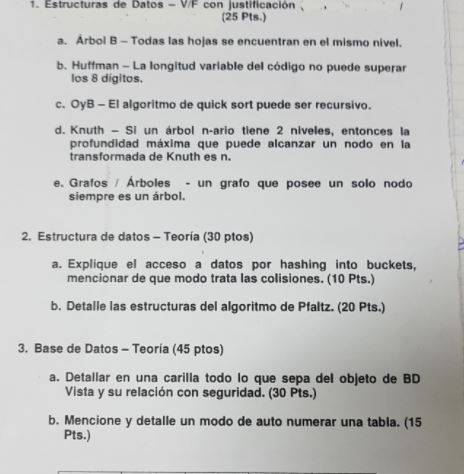 1. Estructuras de Datos – V/F con justificación
(25 Pts.)
a. Árbol B – Todas las hojas se encuentran en el mismo nivel.
b. Huffman – La longitud variable del código no puede superar
los 8 dígitos.
c. OyB – El algoritmo de quick sort puede ser recursivo.
d. Knuth – Si un árbol n-ario tiene 2 niveles, entonces la
profundidad máxima que puede alcanzar un nodo en la
transformada de Knuth es n.
e. Grafos / Árboles - un grafo que posee un solo nodo
siempre es un árbol.
2. Estructura de datos – Teoría (30 ptos)
a. Explique el acceso a datos por hashing into buckets,
mencionar de que modo trata las colisiones. (10 Pts.)
b. Detalle las estructuras del algoritmo de Pfaltz. (20 Pts.)
3. Base de Datos – Teoría (45 ptos)
a. Detallar en una carilla todo lo que sepa del objeto de BD
Vista y su relación con seguridad. (30 Pts.)
b. Mencione y detalle un modo de auto numerar una tabla. (15
Pts.)